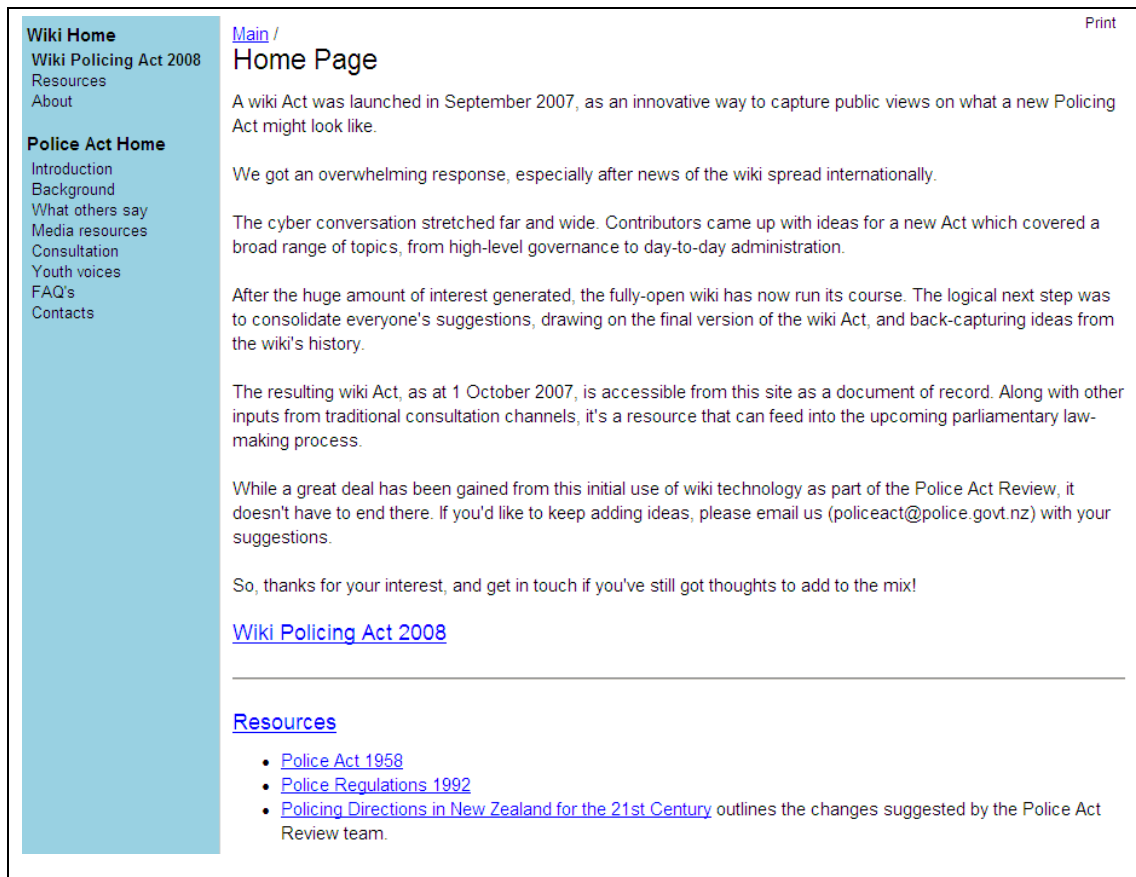 Wiki Home
Wiki Policing Act 2008
Resources
About
Police Act Home
Introduction
Background
What others say
Media resources
Consultation
Youth voices
FAQ's
Contacts
Print
Main /
Home Page
A wiki Act was launched in September 2007, as an innovative way to capture public views on what a new Policing
Act might look like.
We got an overwhelming response, especially after news of the wiki spread internationally.
The cyber conversation stretched far and wide. Contributors came up with ideas for a new Act which covered a
broad range of topics, from high-level governance to day-to-day administration.
After the huge amount of interest generated, the fully-open wiki has now run its course. The logical next step was
to consolidate everyone's suggestions, drawing on the final version of the wiki Act, and back-capturing ideas from
the wiki's history.
The resulting wiki Act, as at 1 October 2007, is accessible from this site as a document of record. Along with other
inputs from traditional consultation channels, it's a resource that can feed into the upcoming parliamentary law-
making process.
While a great deal has been gained from this initial use of wiki technology as part of the Police Act Review, it
doesn't have to end there. If you'd like to keep adding ideas, please email us (policeact@police.govt.nz) with your
suggestions.
So, thanks for your interest, and get in touch if you've still got thoughts to add to the mix!
Wiki Policing Act 2008
Resources
• Police Act 1958
• Police Regulations 1992
• Policing Directions in New Zealand for the 21st Century outlines the changes suggested by the Police Act
Review team.